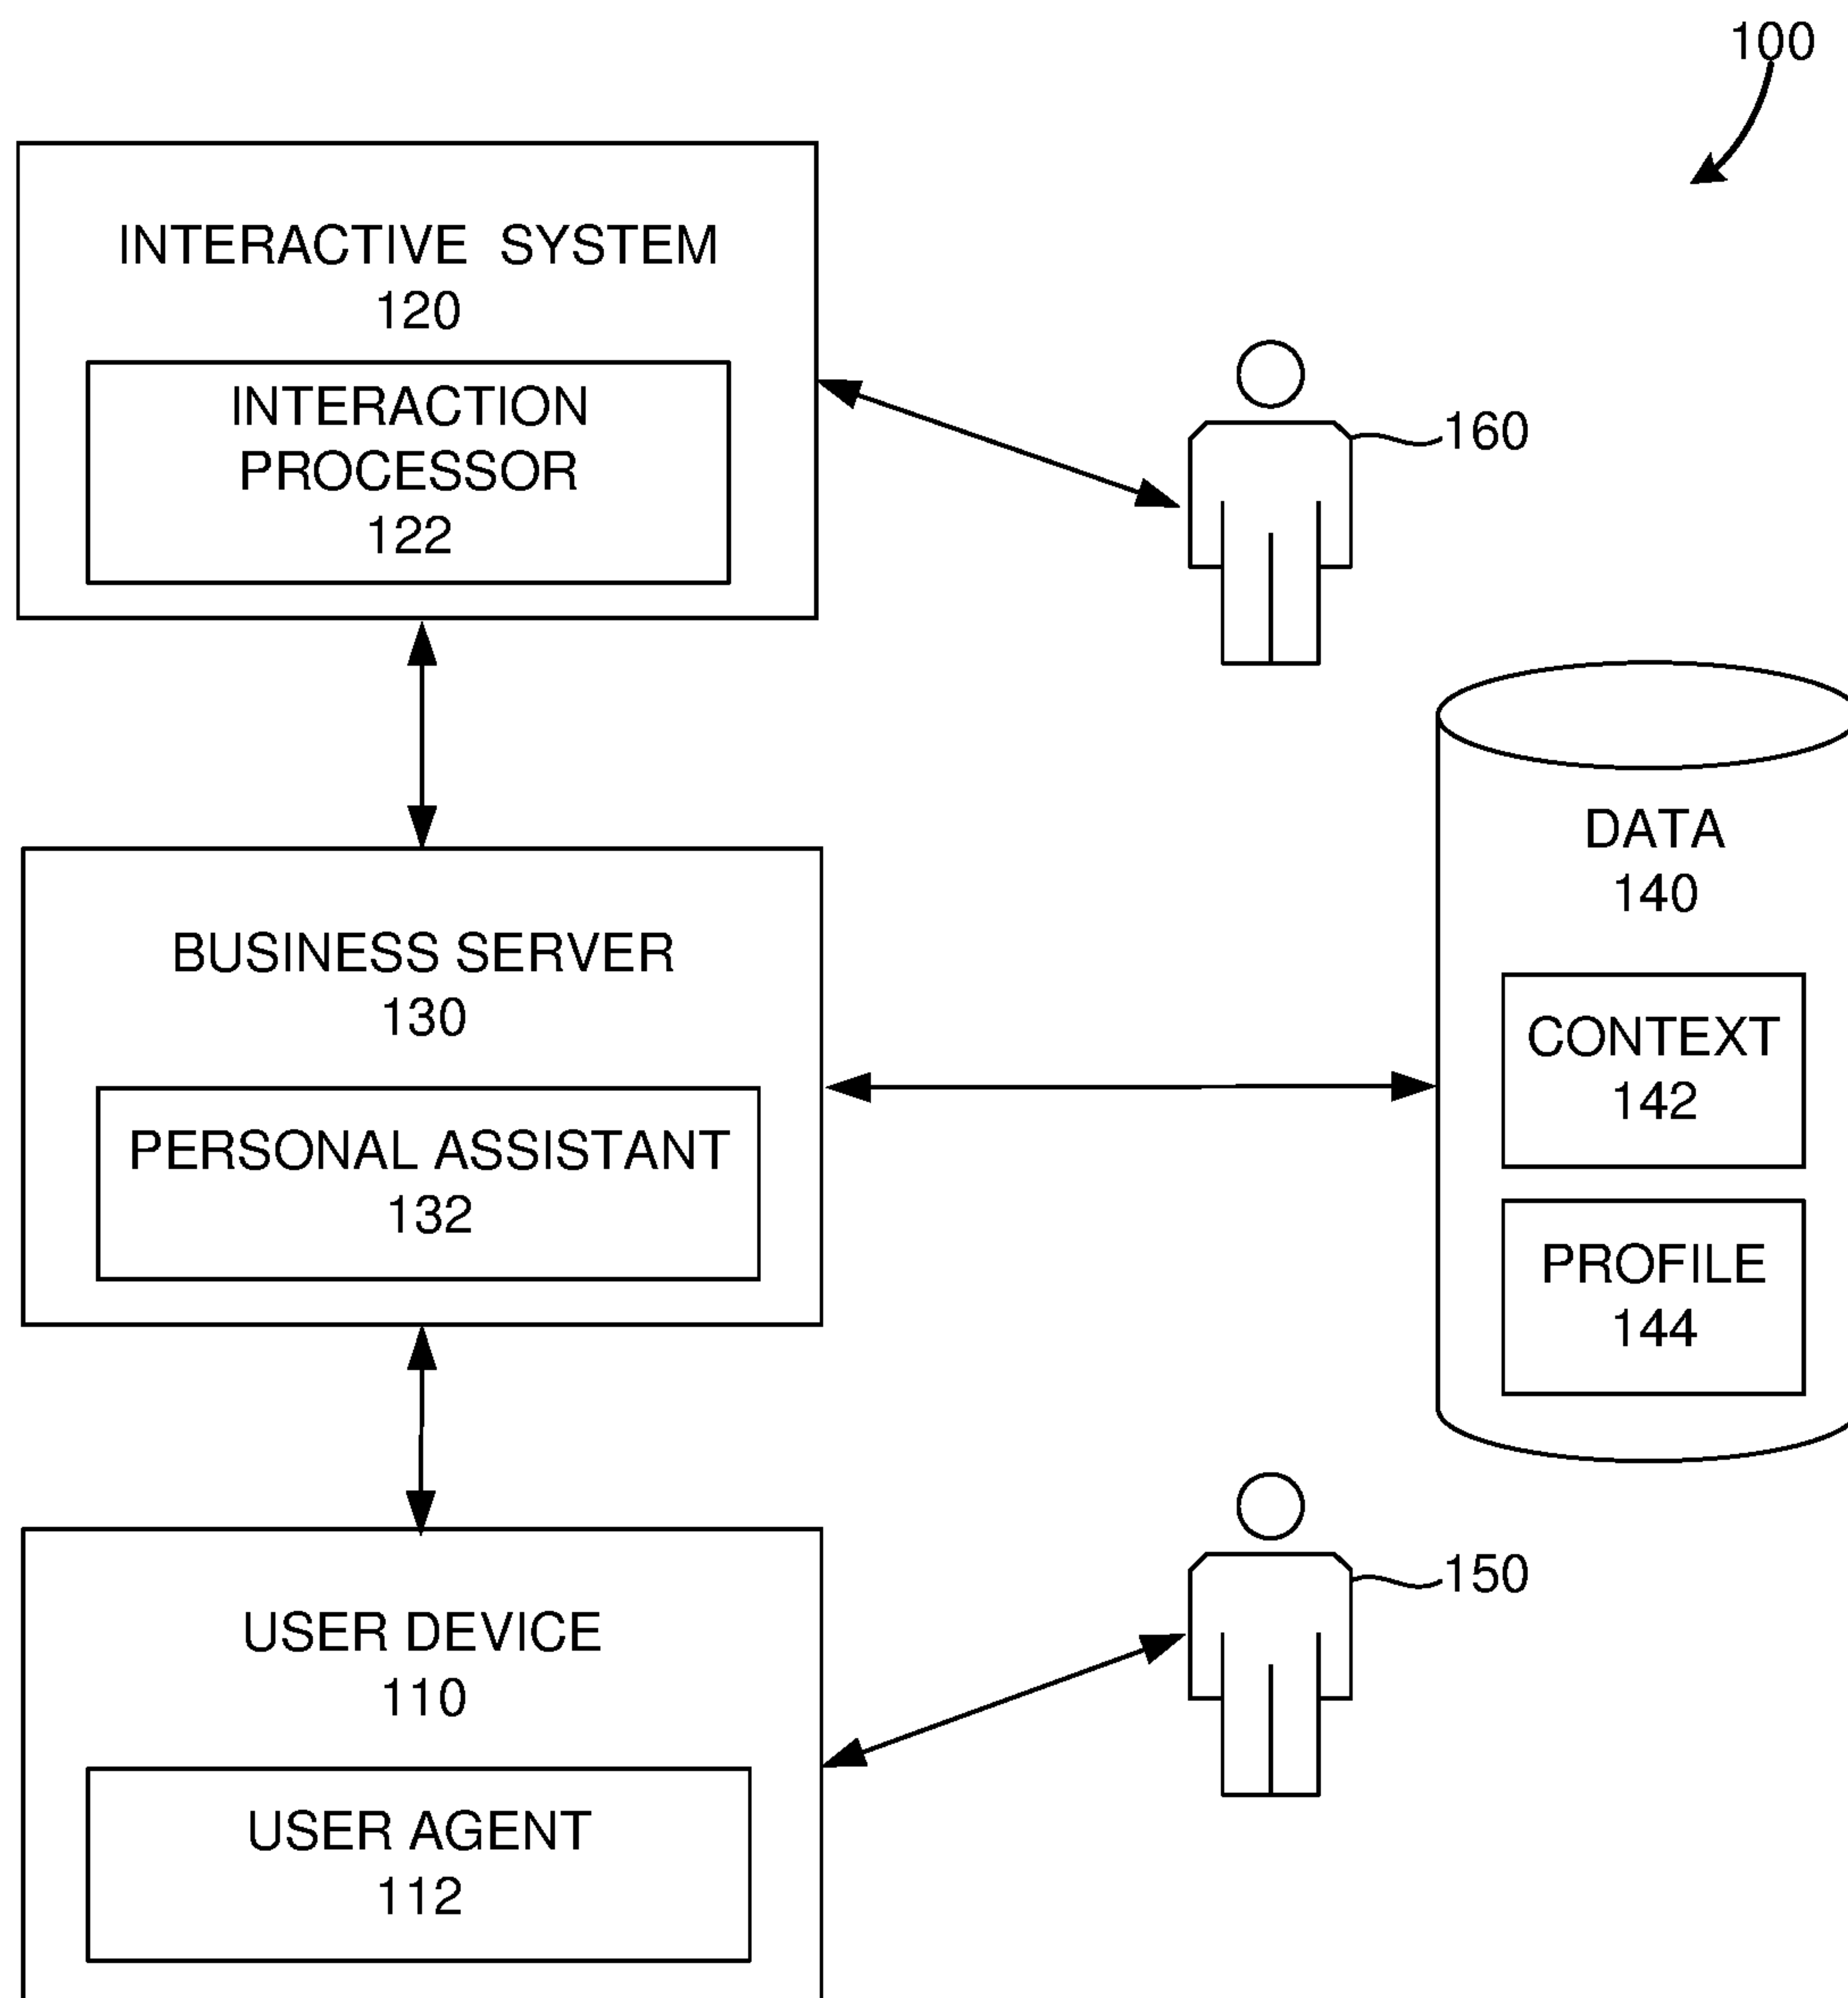 100
INTERACTIVE SYSTEM
120
INTERACTION
PROCESSOR
122
160
DATA
140
BUSINESS SERVER
130
CONTEXT
142
PERSONAL ASSISTANT
132
PROFILE
144
150
USER DEVICE
110
USER AGENT
112